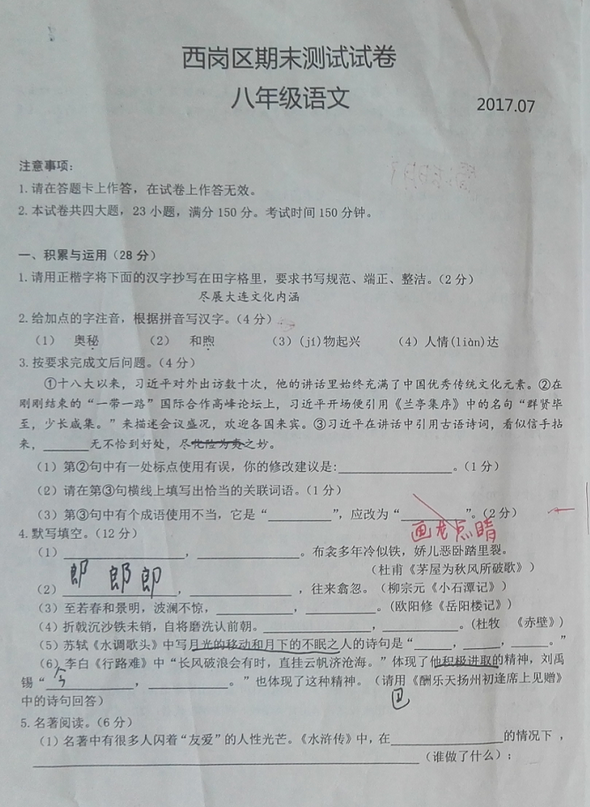 西岗区期末测试试卷
八年级语文 2017.07
注意事项:
1.请在答题卡上作答，在试卷上作答无效。
2.本试卷共四大题，23小题，满分150分。考试时间150分钟。
一、积累与运用(28分)
1.请用正楷字将下面的汉字抄写在田字格里，要求书写规范、端正、整洁。(2分)
尽展大连文化内涵
2.给加点的字注音，根据拼音写汉字。(4分)
(1) 奥秘 (2) 和煦 (3)(jí)物起兴 (4)人情(liàn)达
3.按要求完成文后问题。(4分)
①十八大以来，习近平对外出访数十次，他的讲话里始终充满了中国优秀传统文化元素。②在
刚刚结束的“一带一路”国际合作高峰论坛上，习近平开场便引用《兰亭集序》中的名句“群贤毕
至，少长咸集。”来描述会议盛况，欢迎各国来宾。③习近平在讲话中引用古语诗词，看似信手拈
来，______无不恰到好处，尽化险为夷之妙。
(1)第②句中有一处标点使用有误，你的修改建议是:________________。(1分)
(2)请在第③句横线上填写出恰当的关联词语。(1分)
(3)第③句中有个成语使用不当，它是“________”，应改为“________”。(2分)
画龙点睛
4.默写填空。(12分)
(1)________________，______________。布衾多年冷似铁，娇儿恶卧踏里裂。
(杜甫《茅屋为秋风所破歌》)
郎 郎郎
(2)________________，______________，往来翕忽。(柳宗元《小石潭记》)
(3)至若春和景明，波澜不惊，__________，__________。(欧阳修《岳阳楼记》)
(4)折戟沉沙铁未销，自将磨洗认前朝。____________，____________。(杜牧 《赤壁》)
(5)苏轼《水调歌头》中写月光的移动和月下的不眠之人的诗句是“______，______，______。”
(6)李白《行路难》中“长风破浪会有时，直挂云帆济沧海。”体现了他积极进取的精神，刘禹
锡“____________，____________。”也体现了这种精神。(请用《酬乐天扬州初逢席上见赠》
中的诗句回答)
5.名著阅读。(6分)
(1)名著中有很多人闪着“友爱”的人性光芒。《水浒传》中，在________________的情况下，
________________________________________________(谁做了什么)；